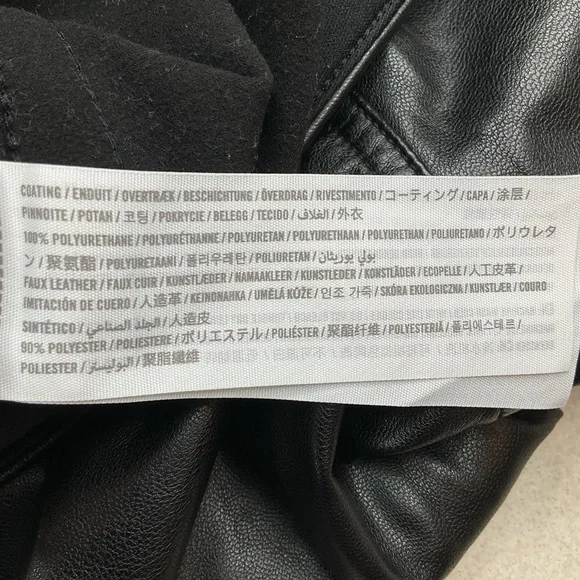 COATING / ENDUIT / OVERTRÆK / BESCHICHTUNG / ÖVERDRAG / RIVESTIMENTO / コーティング / CAPA / 涂层 /
PINNOITE / POTAH / 코팅 / POKRYCIE / BELEGG / TECIDO / الغلاف / 外衣
100% POLYURETHANE / POLYURÉTHANNE / POLYURETAN / POLYURETHAAN / POLYURETHAN / POLIURETANO / ポリウレタ
ン / 聚氨酯 / POLYURETAANI / 폴리우레탄 / POLIURETAN / بولي يوريثان
FAUX LEATHER / FAUX CUIR / KUNSTLÆDER / NAMAAKLEER / KUNSTLEDER / KONSTLÄDER / ECOPELLE / 人工皮革 /
IMITACIÓN DE CUERO / 人造革 / KEINONAHKA / UMĚLÁ KŮŽE / 인조 가죽 / SKÓRA EKOLOGICZNA / KUNSTLÆR / COURO
SINTÉTICO / الجلد الصناعي / 人造皮
90% POLYESTER / POLIESTERE / ポリエステル / POLIÉSTER / 聚酯纤维 / POLYESTERIÄ / 폴리에스테르 /
POLIESTER / البوليستر / 聚脂纖維